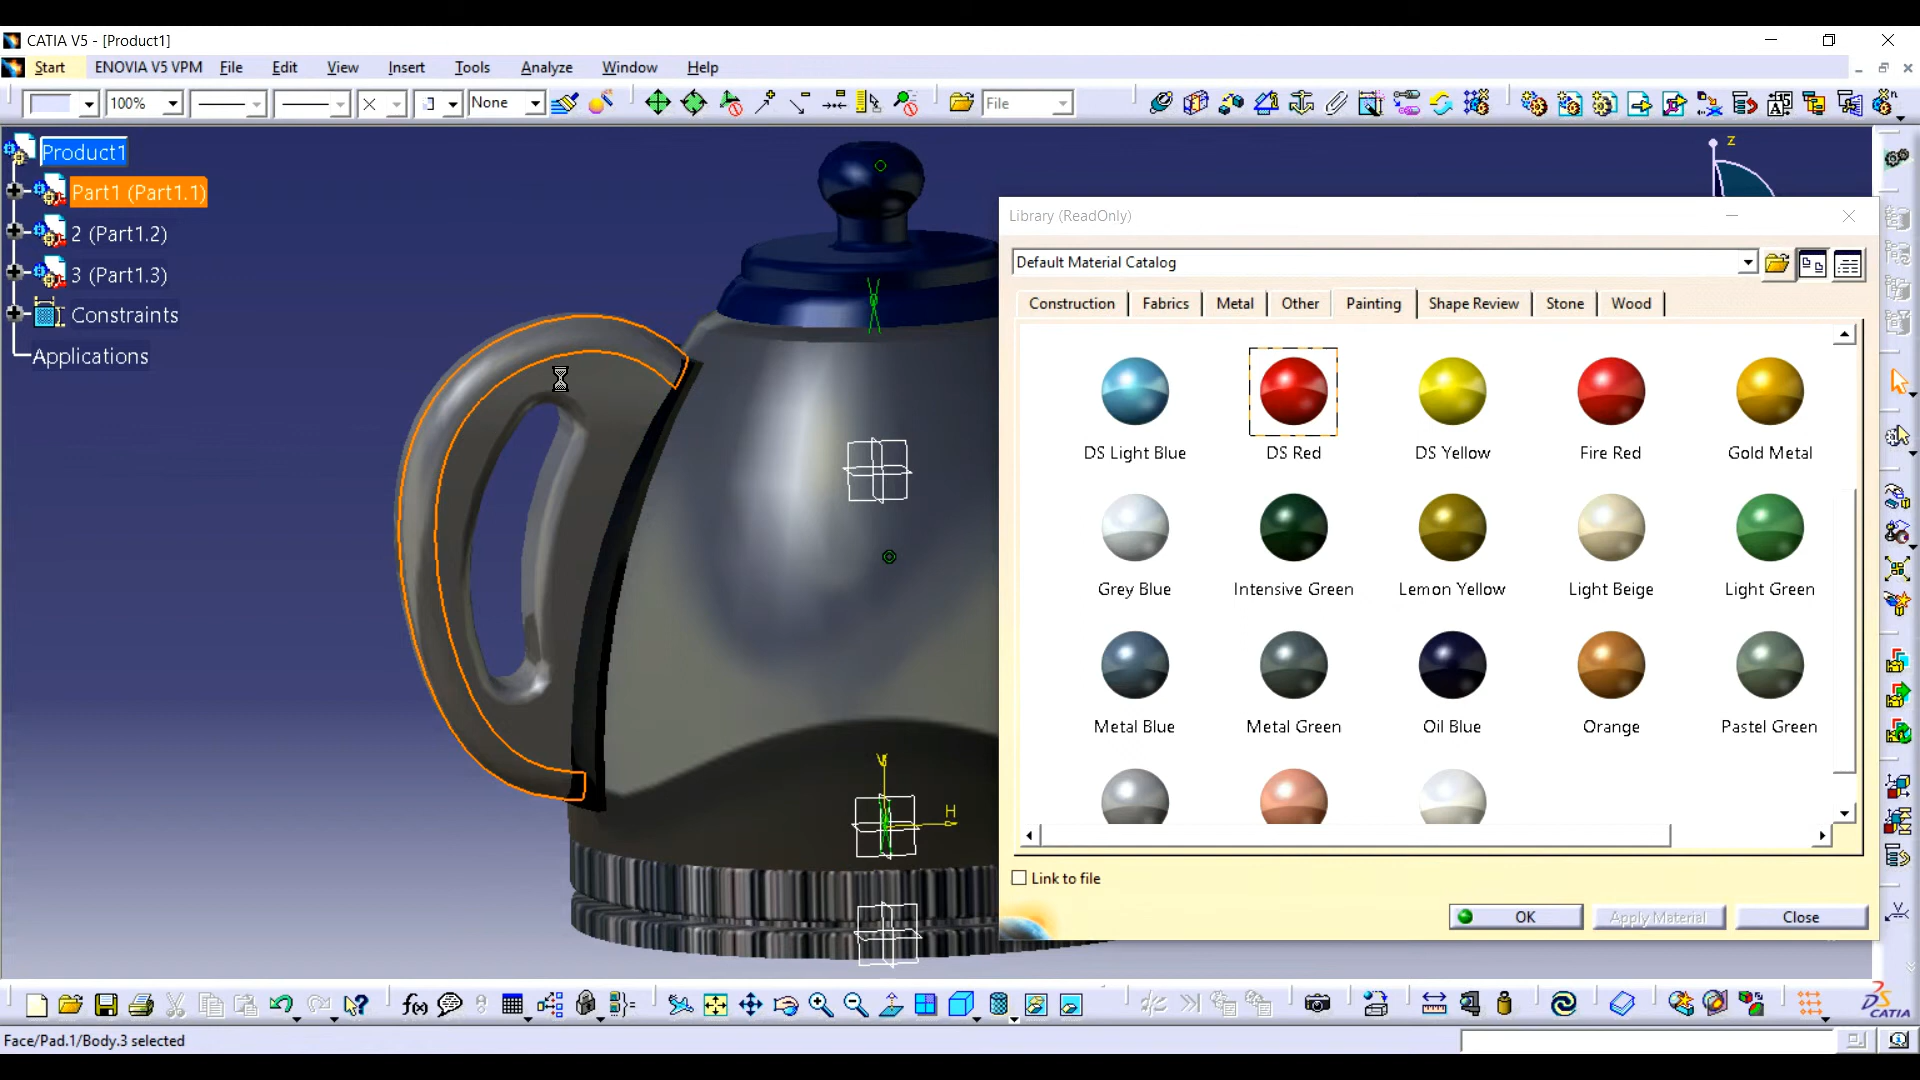 CATIA V5 - [Product1]
Start ENOVIA V5 VPM File Edit View Insert Tools Analyze Window Help
100% None File
Product1
Part1 (Part1.1)
2 (Part1.2)
3 (Part1.3)
Constraints
Applications
z
V
H
Library (ReadOnly)
Default Material Catalog
Construction Fabrics Metal Other Painting Shape Review Stone Wood
DS Light Blue DS Red DS Yellow Fire Red Gold Metal
Grey Blue Intensive Green Lemon Yellow Light Beige Light Green
Metal Blue Metal Green Oil Blue Orange Pastel Green
Link to file
OK Apply Material Close
f(x)
CATIA
Face/Pad.1/Body.3 selected